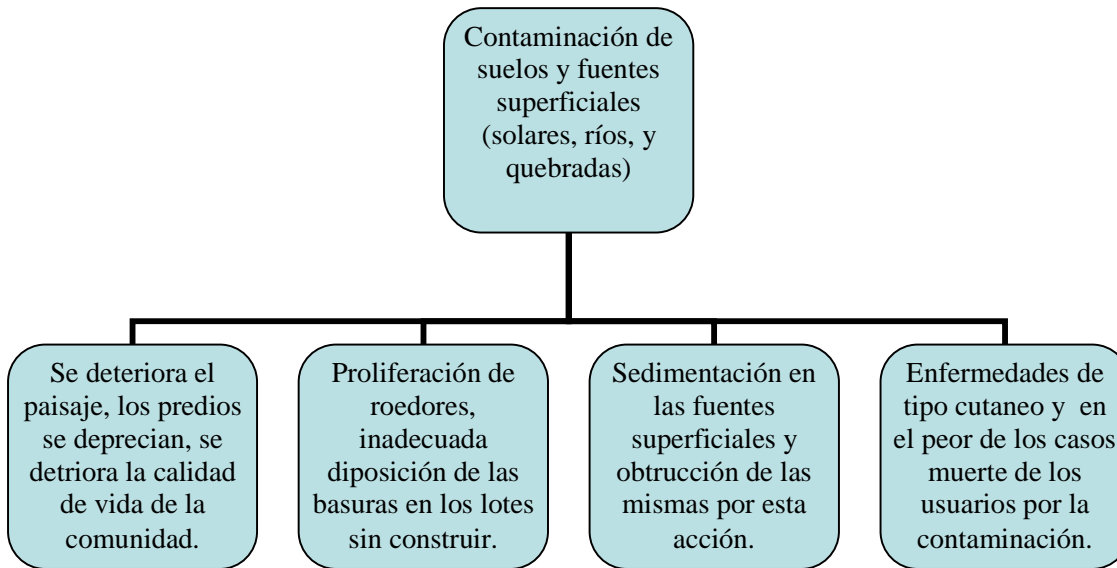 Contaminación de
suelos y fuentes
superficiales
(solares, ríos, y
quebradas)
Se deteriora el
paisaje, los predios
se deprecian, se
detriora la calidad
de vida de la
comunidad.
Proliferación de
roedores,
inadecuada
diposición de las
basuras en los lotes
sin construir.
Sedimentación en
las fuentes
superficiales y
obtrucción de las
mismas por esta
acción.
Enfermedades de
tipo cutaneo y en
el peor de los casos
muerte de los
usuarios por la
contaminación.